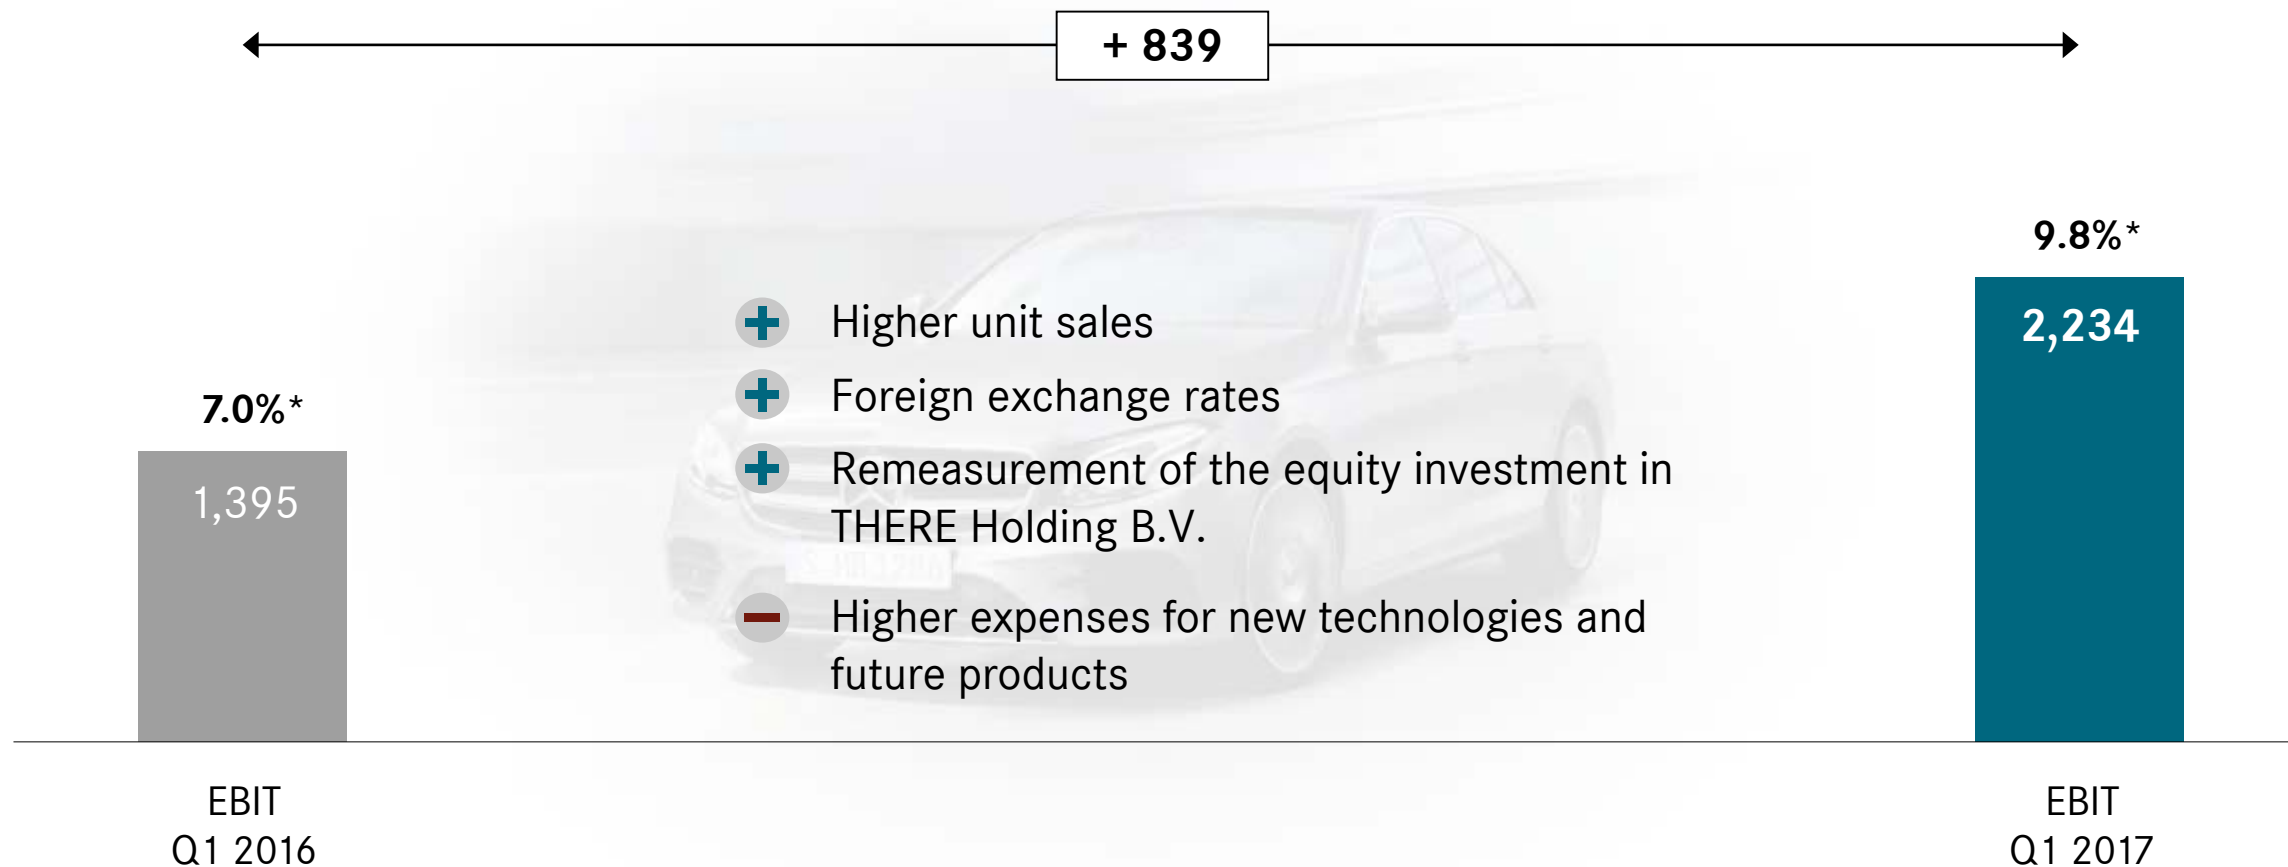 + 839
9.8%*
2,234
7.0%*
1,395
Higher unit sales
Foreign exchange rates
Remeasurement of the equity investment in
THERE Holding B.V.
Higher expenses for new technologies and
future products
EBIT
Q1 2016
EBIT
Q1 2017